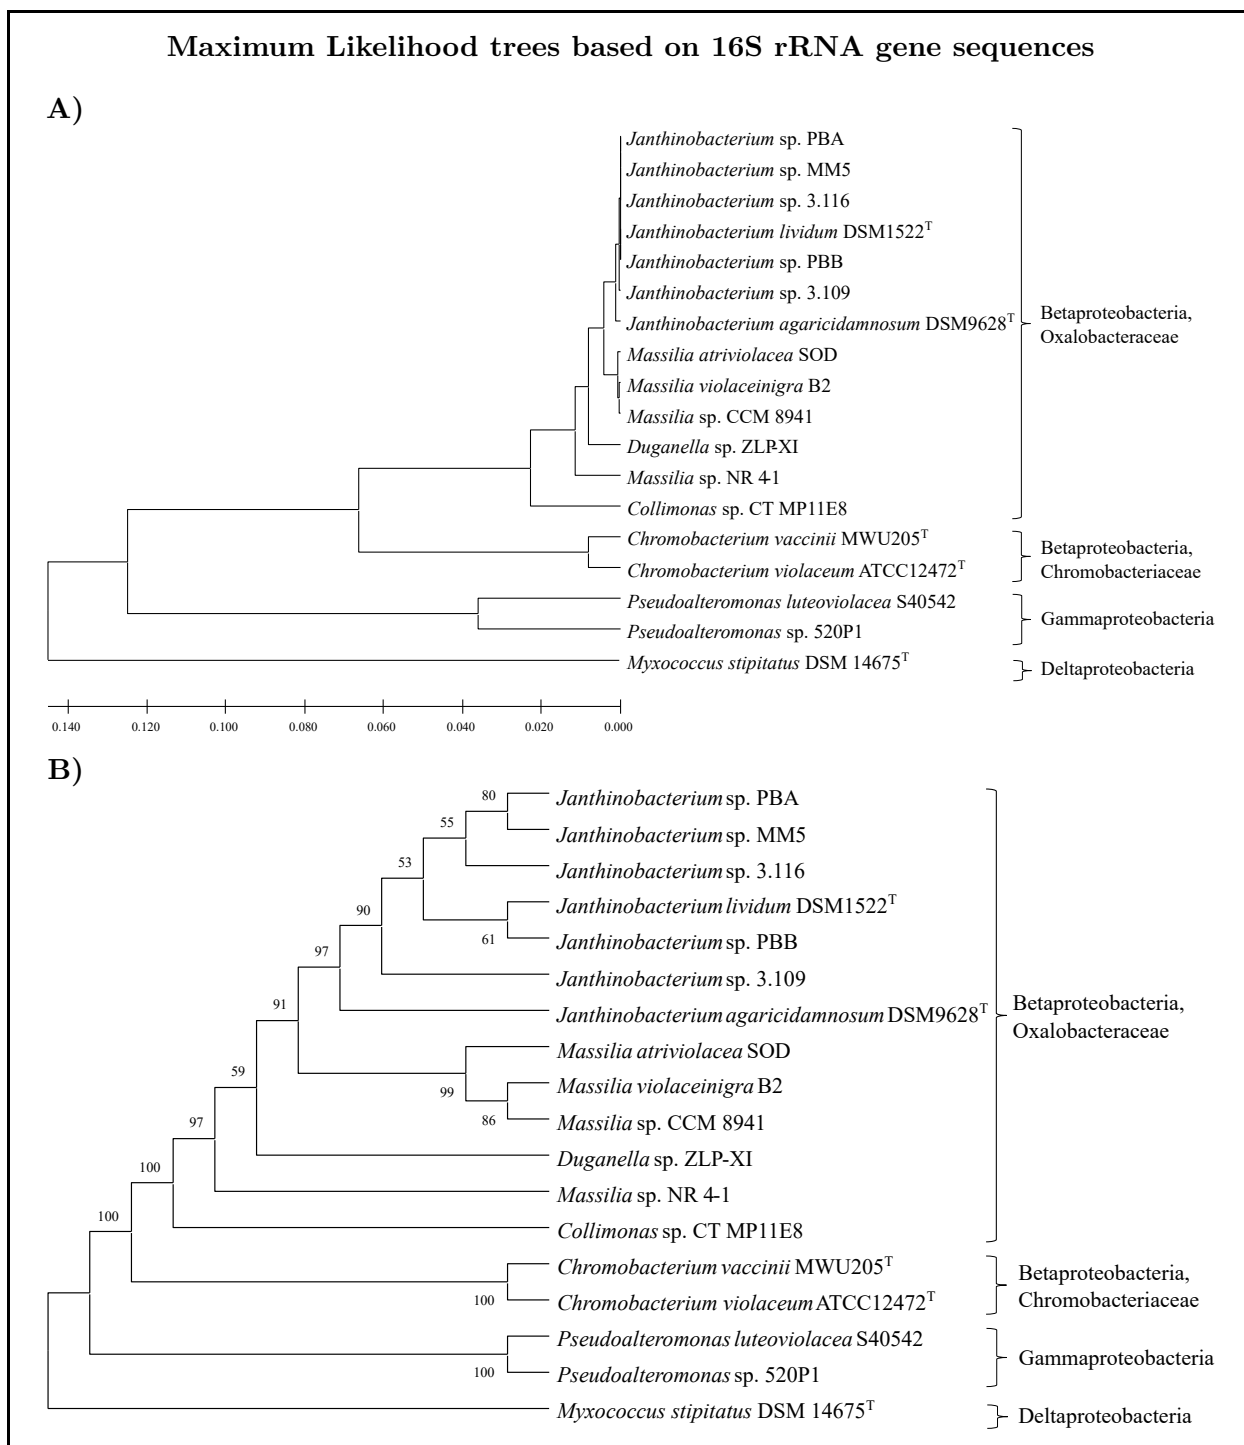 Maximum Likelihood trees based on 16S rRNA gene sequences
A)
Janthinobacterium sp. PBA
Janthinobacterium sp. MM5
Janthinobacterium sp. 3.116
Janthinobacterium lividum DSM1522ᵀ
Janthinobacterium sp. PBB
Janthinobacterium sp. 3.109
Janthinobacterium agaricidamnosum DSM9628ᵀ
Massilia atriviolacea SOD
Massilia violaceinigra B2
Massilia sp. CCM 8941
Duganella sp. ZLP-XI
Massilia sp. NR 4-1
Collimonas sp. CT MP11E8
Chromobacterium vaccinii MWU205ᵀ
Chromobacterium violaceum ATCC12472ᵀ
Pseudoalteromonas luteoviolacea S40542
Pseudoalteromonas sp. 520P1
Myxococcus stipitatus DSM 14675ᵀ
Betaproteobacteria,
Oxalobacteraceae
Betaproteobacteria,
Chromobacteriaceae
Gammaproteobacteria
Deltaproteobacteria
0.140 0.120 0.100 0.080 0.060 0.040 0.020 0.000
B)
80
55
53
61
90
97
91
99
86
59
97
100
100
100
100
Janthinobacterium sp. PBA
Janthinobacterium sp. MM5
Janthinobacterium sp. 3.116
Janthinobacterium lividum DSM1522ᵀ
Janthinobacterium sp. PBB
Janthinobacterium sp. 3.109
Janthinobacterium agaricidamnosum DSM9628ᵀ
Massilia atriviolacea SOD
Massilia violaceinigra B2
Massilia sp. CCM 8941
Duganella sp. ZLP-XI
Massilia sp. NR 4-1
Collimonas sp. CT MP11E8
Chromobacterium vaccinii MWU205ᵀ
Chromobacterium violaceum ATCC12472ᵀ
Pseudoalteromonas luteoviolacea S40542
Pseudoalteromonas sp. 520P1
Myxococcus stipitatus DSM 14675ᵀ
Betaproteobacteria,
Oxalobacteraceae
Betaproteobacteria,
Chromobacteriaceae
Gammaproteobacteria
Deltaproteobacteria